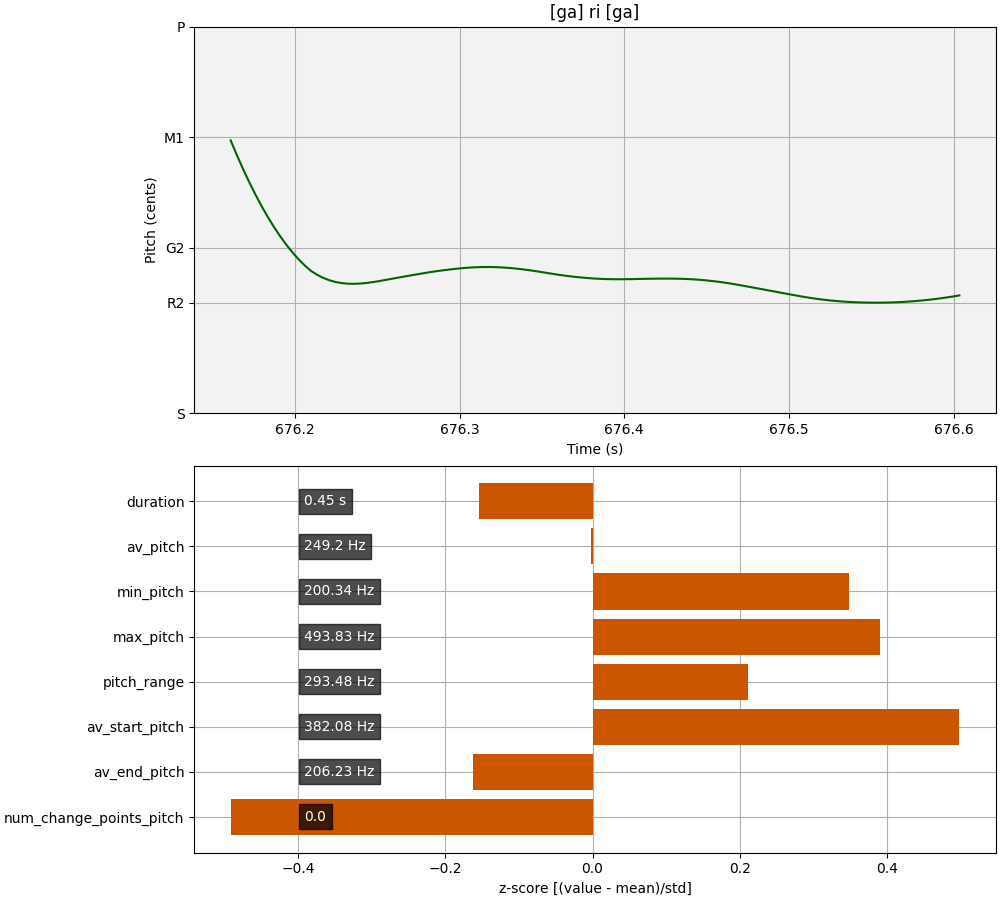 [ga] ri [ga]
P
M1
G2
R2
S
Pitch (cents)
676.2 676.3 676.4 676.5 676.6
Time (s)
duration 0.45 s
av_pitch 249.2 Hz
min_pitch 200.34 Hz
max_pitch 493.83 Hz
pitch_range 293.48 Hz
av_start_pitch 382.08 Hz
av_end_pitch 206.23 Hz
num_change_points_pitch 0.0
−0.4 −0.2 0.0 0.2 0.4
z-score [(value - mean)/std]